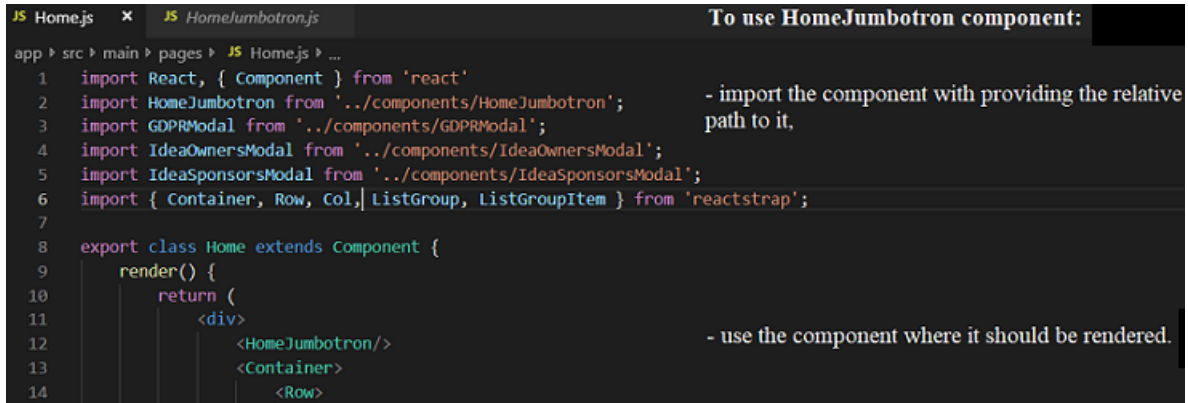 JS Home.js × JS HomeJumbotron.js To use HomeJumbotron component:
app › src › main › pages › JS Home.js › ...
1 import React, { Component } from 'react'
2 import HomeJumbotron from '../components/HomeJumbotron'; - import the component with providing the relative
3 import GDPRModal from '../components/GDPRModal'; path to it,
4 import IdeaOwnersModal from '../components/IdeaOwnersModal';
5 import IdeaSponsorsModal from '../components/IdeaSponsorsModal';
6 import { Container, Row, Col, ListGroup, ListGroupItem } from 'reactstrap';
7
8 export class Home extends Component {
9 render() {
10 return (
11 <div>
12 <HomeJumbotron/> - use the component where it should be rendered.
13 <Container>
14 <Row>